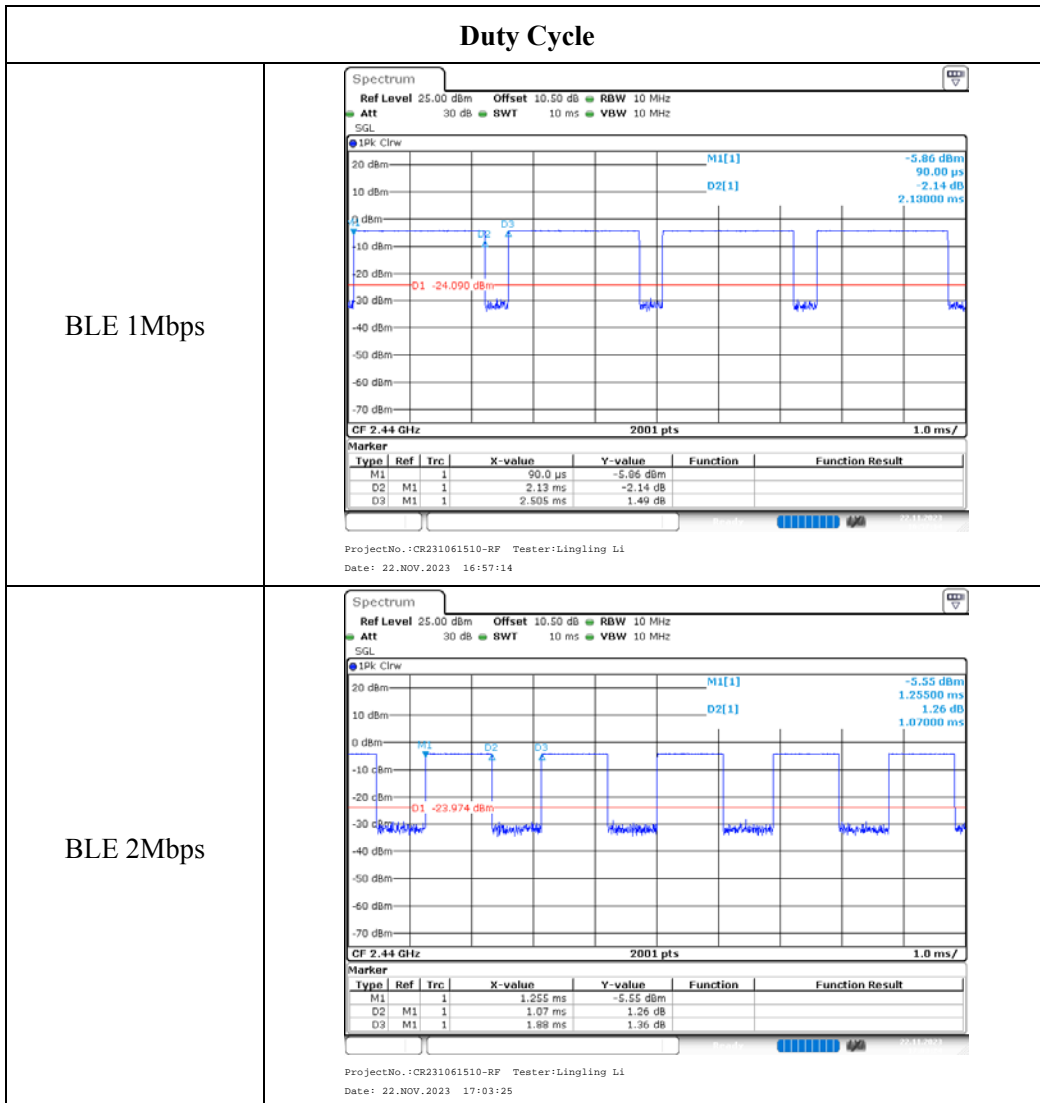 Duty Cycle
BLE 1Mbps
Spectrum
Ref Level 25.00 dBm Offset 10.50 dB RBW 10 MHz
Att 30 dB SWT 10 ms VBW 10 MHz
SGL
1Pk Clrw
M1[1] -5.86 dBm
90.00 µs
D2[1] -2.14 dB
2.13000 ms
20 dBm
10 dBm
0 dBm
M1 D2 D3
-10 dBm
-20 dBm
D1 -24.090 dBm
-30 dBm
-40 dBm
-50 dBm
-60 dBm
-70 dBm
CF 2.44 GHz 2001 pts 1.0 ms/
Marker
Type Ref Trc X-value Y-value Function Function Result
M1 1 90.0 µs -5.86 dBm
D2 M1 1 2.13 ms -2.14 dB
D3 M1 1 2.505 ms 1.49 dB
ProjectNo.:CR231061510-RF Tester:Lingling Li
Date: 22.NOV.2023 16:57:14
BLE 2Mbps
Spectrum
Ref Level 25.00 dBm Offset 10.50 dB RBW 10 MHz
Att 30 dB SWT 10 ms VBW 10 MHz
SGL
1Pk Clrw
M1[1] -5.55 dBm
1.25500 ms
D2[1] 1.26 dB
1.07000 ms
20 dBm
10 dBm
0 dBm
M1 D2 D3
-10 dBm
-20 dBm
D1 -23.974 dBm
-30 dBm
-40 dBm
-50 dBm
-60 dBm
-70 dBm
CF 2.44 GHz 2001 pts 1.0 ms/
Marker
Type Ref Trc X-value Y-value Function Function Result
M1 1 1.255 ms -5.55 dBm
D2 M1 1 1.07 ms 1.26 dB
D3 M1 1 1.88 ms 1.36 dB
ProjectNo.:CR231061510-RF Tester:Lingling Li
Date: 22.NOV.2023 17:03:25